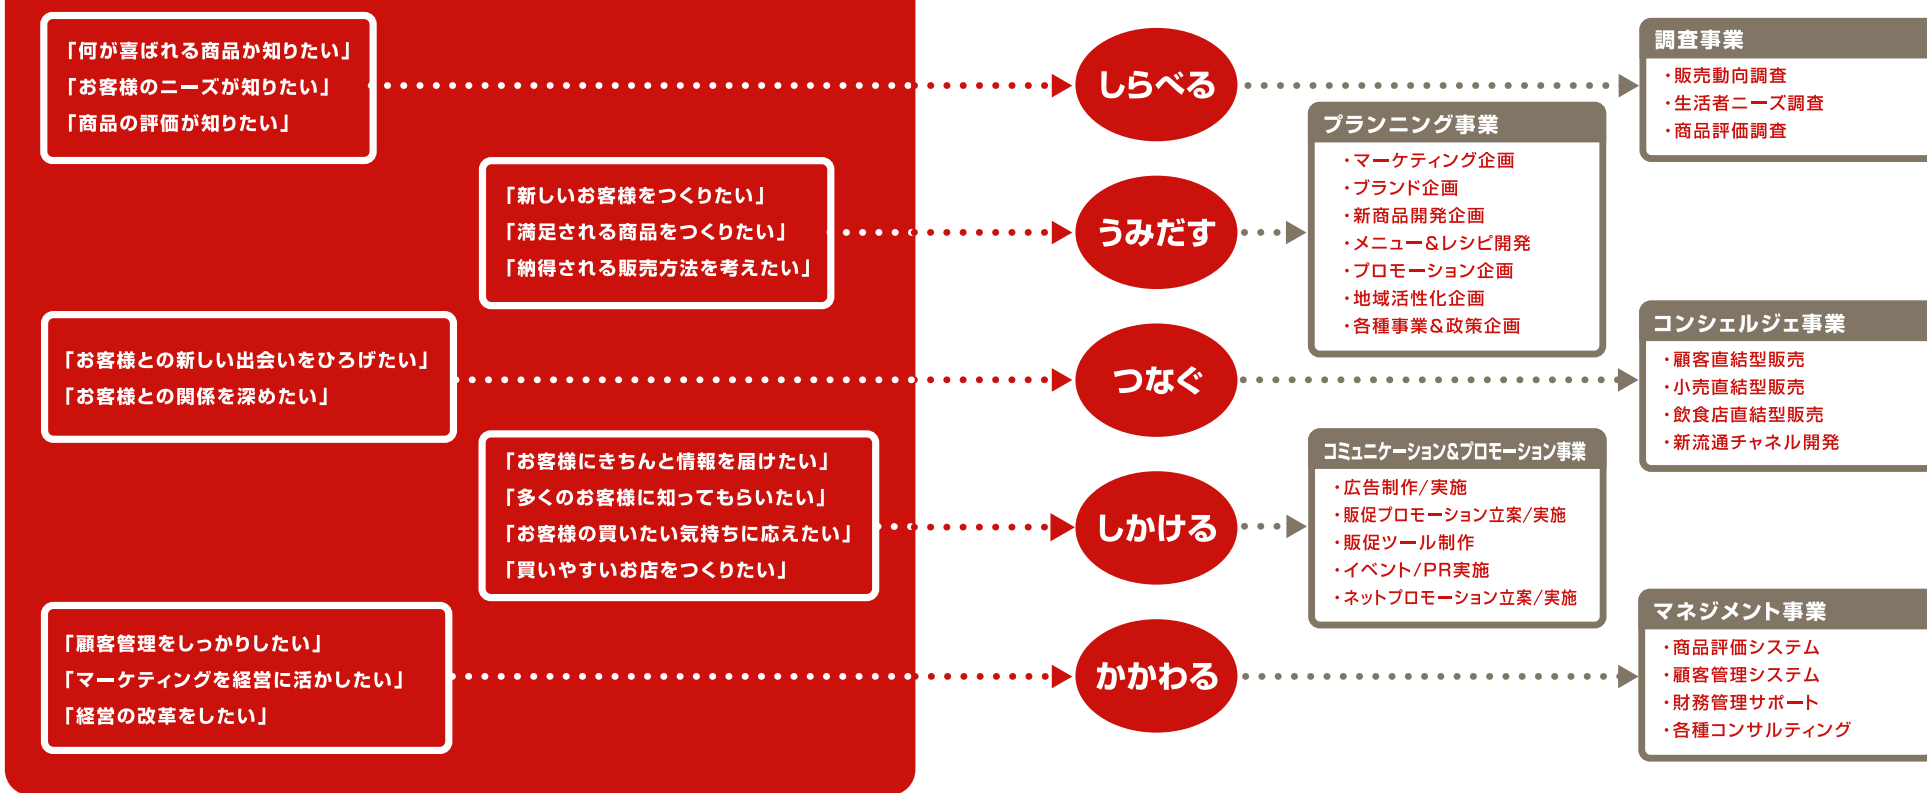 「何が喜ばれる商品か知りたい」
「お客様のニーズが知りたい」
「商品の評価が知りたい」
しらべる
調査事業
・販売動向調査
・生活者ニーズ調査
・商品評価調査
「新しいお客様をつくりたい」
「満足される商品をつくりたい」
「納得される販売方法を考えたい」
うみだす
プランニング事業
・マーケティング企画
・ブランド企画
・新商品開発企画
・メニュー&レシピ開発
・プロモーション企画
・地域活性化企画
・各種事業&政策企画
「お客様との新しい出会いをひろげたい」
「お客様との関係を深めたい」
つなぐ
コンシェルジェ事業
・顧客直結型販売
・小売直結型販売
・飲食店直結型販売
・新流通チャネル開発
「お客様にきちんと情報を届けたい」
「多くのお客様に知ってもらいたい」
「お客様の買いたい気持ちに応えたい」
「買いやすいお店をつくりたい」
しかける
コミュニケーション&プロモーション事業
・広告制作/実施
・販促プロモーション立案/実施
・販促ツール制作
・イベント/PR実施
・ネットプロモーション立案/実施
「顧客管理をしっかりしたい」
「マーケティングを経営に活かしたい」
「経営の改革をしたい」
かかわる
マネジメント事業
・商品評価システム
・顧客管理システム
・財務管理サポート
・各種コンサルティング